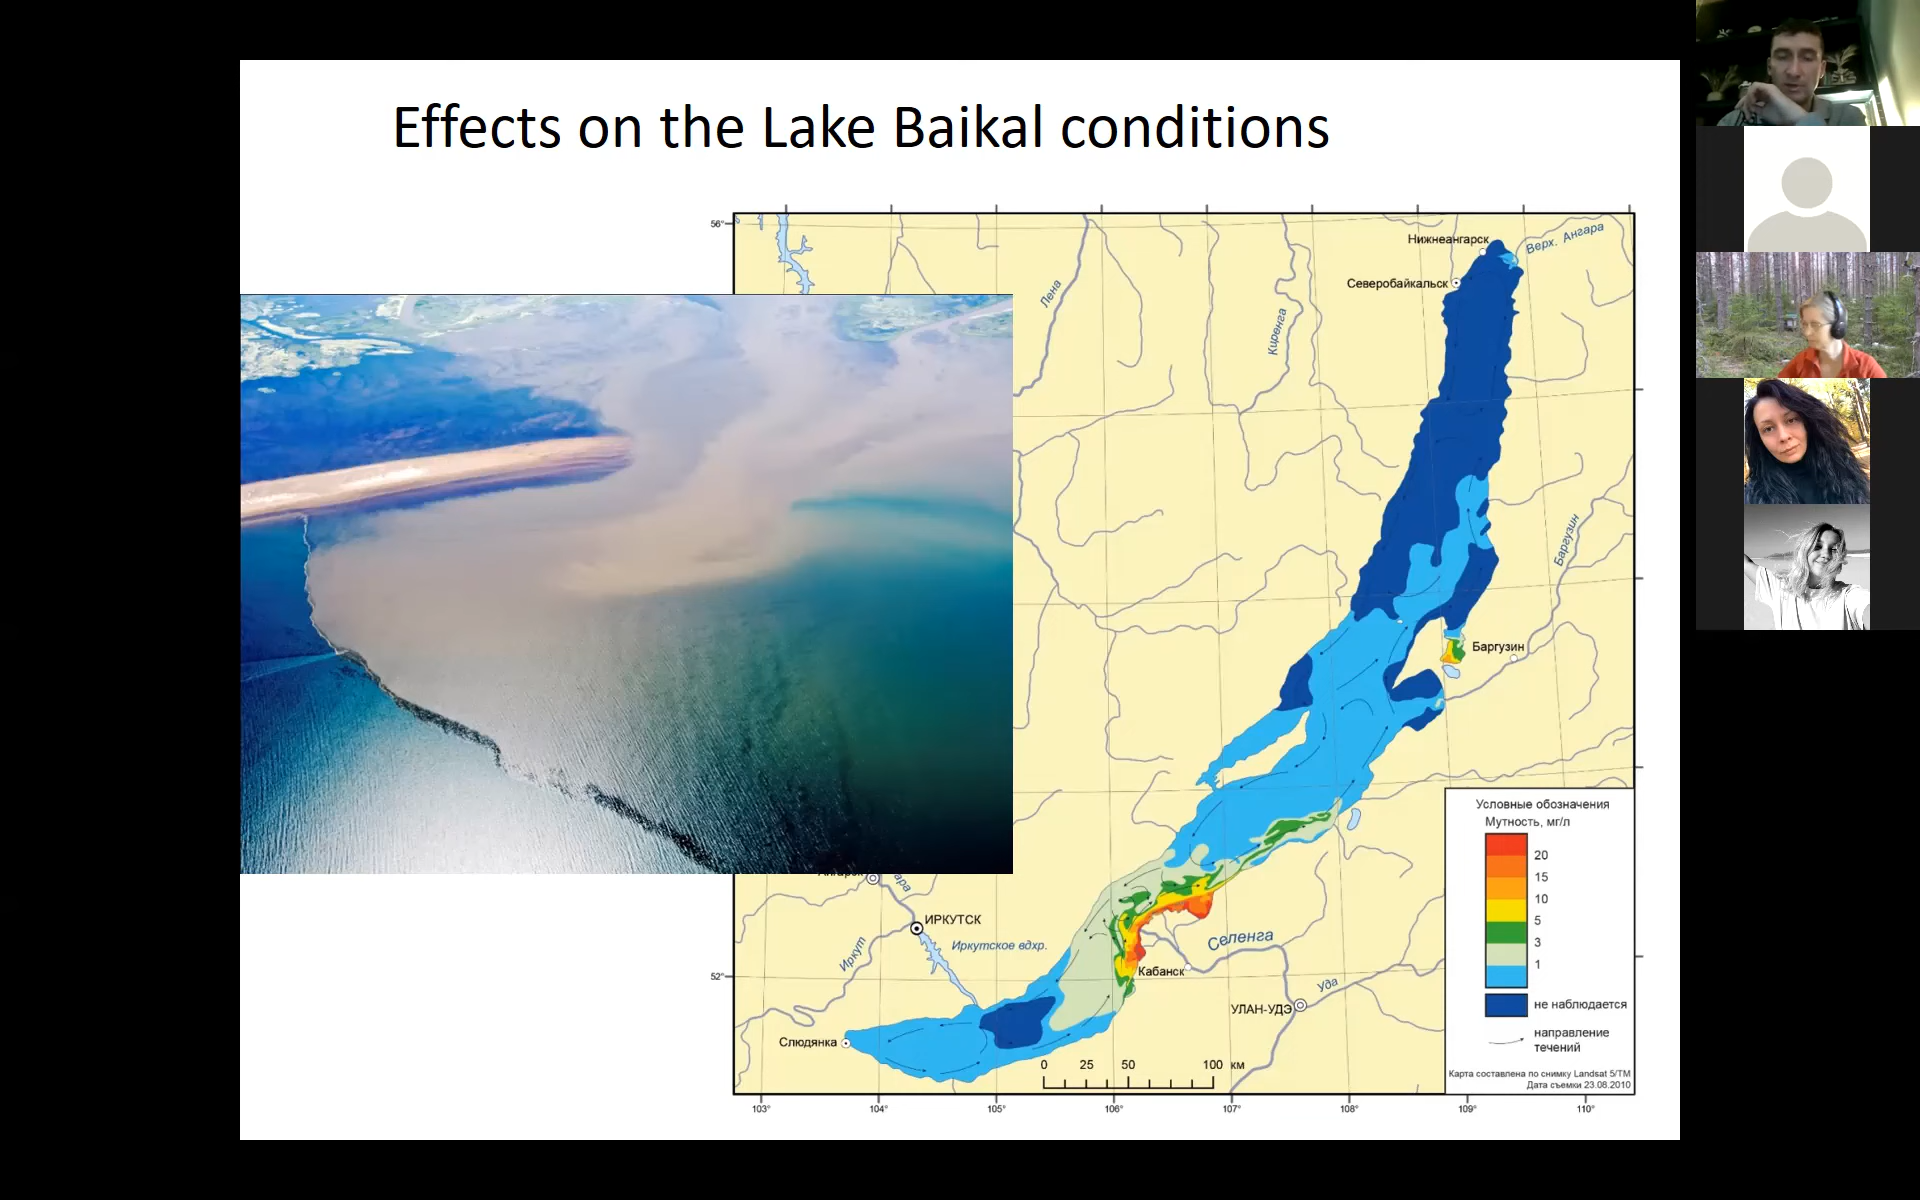 Effects on the Lake Baikal conditions
56°
Нижнеангарск
Верх. Ангара
Северобайкальск
Лена
Киренга
Баргузин
Баргузин
Условные обозначения
Мутность, мг/л
20
15
10
5
3
1
не наблюдается
направление
течений
Карта составлена по снимку Landsat 5/TM
Дата съемки 23.08.2010
ИРКУТСК
Иркутское вдхр.
Иркут
Селенга
52°
Кабанск
Уда
УЛАН-УДЭ
Слюдянка
0 25 50 100 км
103° 104° 105° 106° 107° 108° 109° 110°